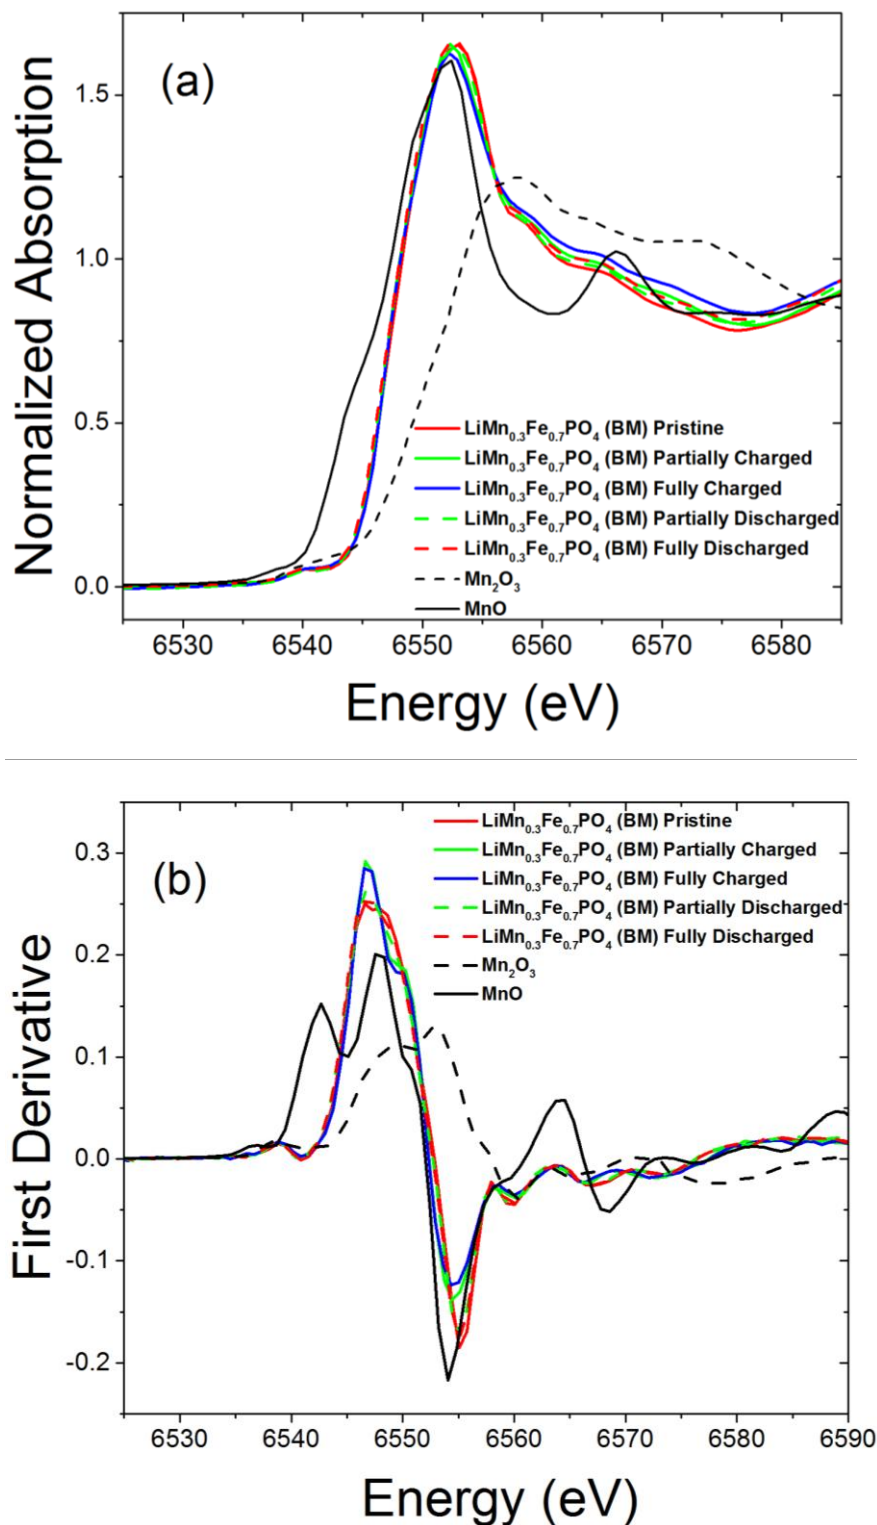 (a)
Normalized Absorption
1.5
1.0
0.5
0.0
LiMn₀.₃Fe₀.₇PO₄ (BM) Pristine
LiMn₀.₃Fe₀.₇PO₄ (BM) Partially Charged
LiMn₀.₃Fe₀.₇PO₄ (BM) Fully Charged
LiMn₀.₃Fe₀.₇PO₄ (BM) Partially Discharged
LiMn₀.₃Fe₀.₇PO₄ (BM) Fully Discharged
Mn₂O₃
MnO
6530 6540 6550 6560 6570 6580
Energy (eV)
(b)
First Derivative
0.3
0.2
0.1
0.0
-0.1
-0.2
LiMn₀.₃Fe₀.₇PO₄ (BM) Pristine
LiMn₀.₃Fe₀.₇PO₄ (BM) Partially Charged
LiMn₀.₃Fe₀.₇PO₄ (BM) Fully Charged
LiMn₀.₃Fe₀.₇PO₄ (BM) Partially Discharged
LiMn₀.₃Fe₀.₇PO₄ (BM) Fully Discharged
Mn₂O₃
MnO
6530 6540 6550 6560 6570 6580 6590
Energy (eV)